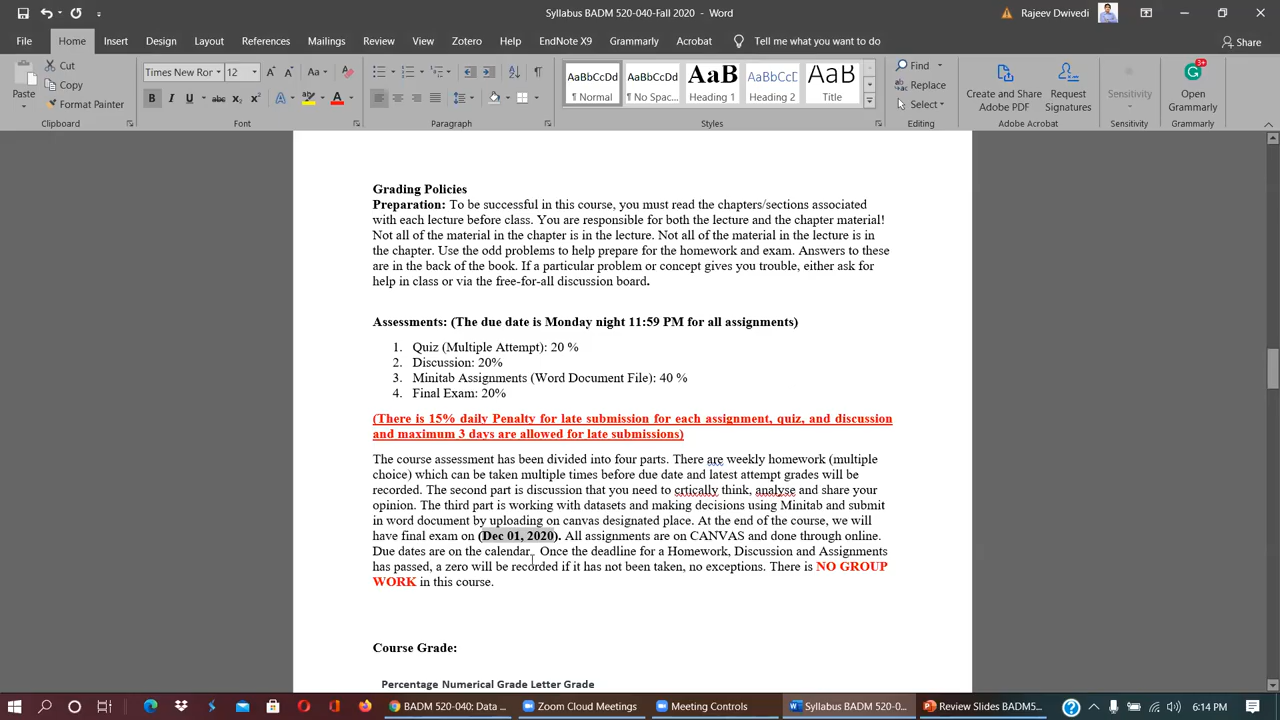 Syllabus BADM 520-040-Fall 2020 - Word
Rajeev Dwivedi
File Home Insert Design Layout References Mailings Review View Zotero Help EndNote X9 Grammarly Acrobat Tell me what you want to do
Share
Cut
Copy
Format Painter
Paste
Times New Ror 12 Aa
B I U abc X₂ X² A A
AaBbCcDd AaBbCcDd AaB AaBbCcD AaB
¶ Normal ¶ No Spac... Heading 1 Heading 2 Title
Find
Replace
Select
Create and Share Adobe PDF
Request Signatures
Sensitivity
Open Grammarly
Clipboard Font Paragraph Styles Editing Adobe Acrobat Sensitivity Grammarly
Grading Policies
Preparation: To be successful in this course, you must read the chapters/sections associated
with each lecture before class. You are responsible for both the lecture and the chapter material!
Not all of the material in the chapter is in the lecture. Not all of the material in the lecture is in
the chapter. Use the odd problems to help prepare for the homework and exam. Answers to these
are in the back of the book. If a particular problem or concept gives you trouble, either ask for
help in class or via the free-for-all discussion board.
Assessments: (The due date is Monday night 11:59 PM for all assignments)
1. Quiz (Multiple Attempt): 20 %
2. Discussion: 20%
3. Minitab Assignments (Word Document File): 40 %
4. Final Exam: 20%
(There is 15% daily Penalty for late submission for each assignment, quiz, and discussion
and maximum 3 days are allowed for late submissions)
The course assessment has been divided into four parts. There are weekly homework (multiple
choice) which can be taken multiple times before due date and latest attempt grades will be
recorded. The second part is discussion that you need to crtically think, analyse and share your
opinion. The third part is working with datasets and making decisions using Minitab and submit
in word document by uploading on canvas designated place. At the end of the course, we will
have final exam on (Dec 01, 2020). All assignments are on CANVAS and done through online.
Due dates are on the calendar. Once the deadline for a Homework, Discussion and Assignments
has passed, a zero will be recorded if it has not been taken, no exceptions. There is NO GROUP
WORK in this course.
Course Grade:
Percentage Numerical Grade Letter Grade
BADM 520-040: Data ... Zoom Cloud Meetings Meeting Controls Syllabus BADM 520-0... Review Slides BADM5... 6:14 PM